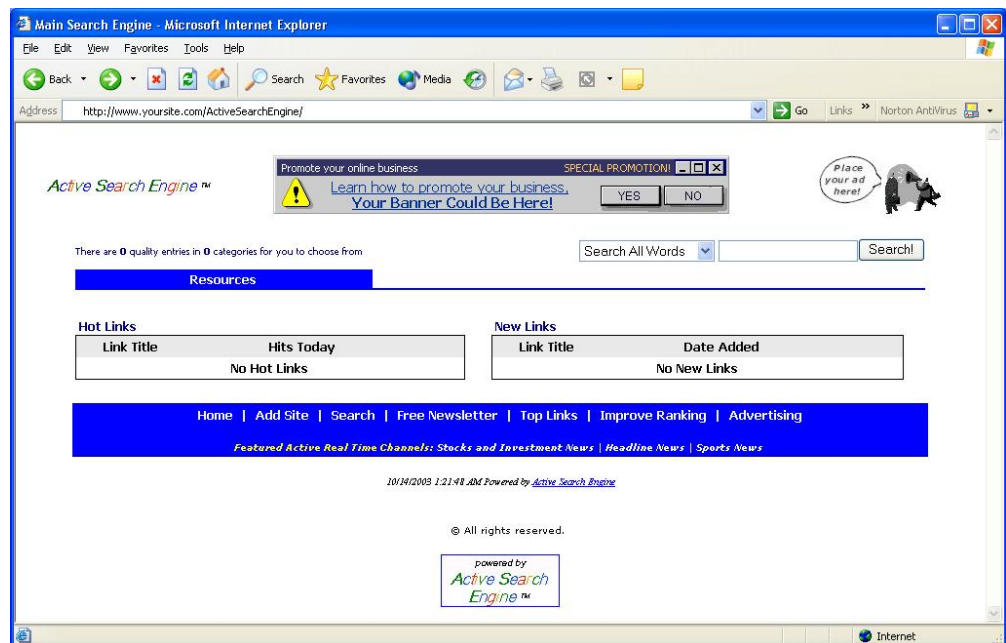 Main Search Engine - Microsoft Internet Explorer
File Edit View Favorites Tools Help
Back Search Favorites Media
Address http://www.yoursite.com/ActiveSearchEngine/ Go Links » Norton AntiVirus
Active Search Engine ™
Promote your online business SPECIAL PROMOTION!
Learn how to promote your business,
Your Banner Could Be Here!
YES NO
Place
your ad
here!
There are 0 quality entries in 0 categories for you to choose from
Search All Words Search!
Resources
Hot Links
Link Title Hits Today
No Hot Links
New Links
Link Title Date Added
No New Links
Home | Add Site | Search | Free Newsletter | Top Links | Improve Ranking | Advertising
Featured Active Real Time Channels: Stocks and Investment News | Headline News | Sports News
10/14/2003 1:21:48 AM Powered by Active Search Engine
© All rights reserved.
powered by
Active Search
Engine ™
Internet